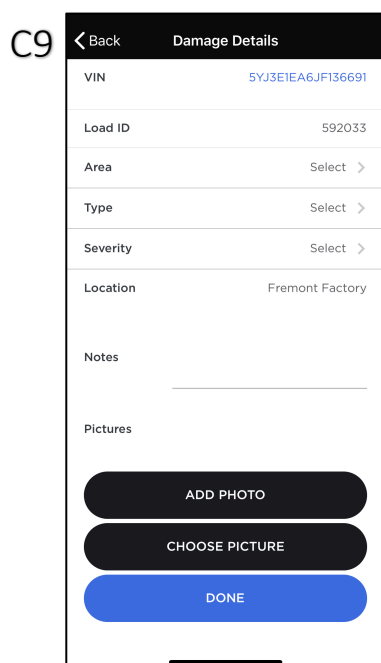 C9
Back Damage Details
VIN 5YJ3E1EA6JF136691
Load ID 592033
Area Select
Type Select
Severity Select
Location Fremont Factory
Notes
Pictures
ADD PHOTO
CHOOSE PICTURE
DONE